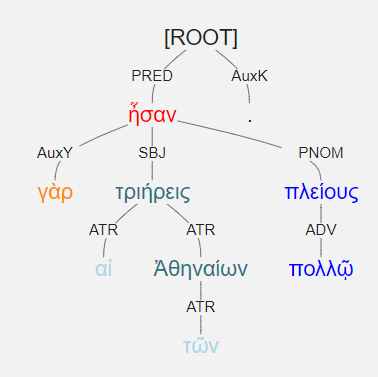 [ROOT]
PRED AuxK
ἦσαν .
AuxY SBJ PNOM
γὰρ τριήρεις πλείους
ATR ATR ADV
αἱ Ἀθηναίων πολλῷ
ATR
τῶν